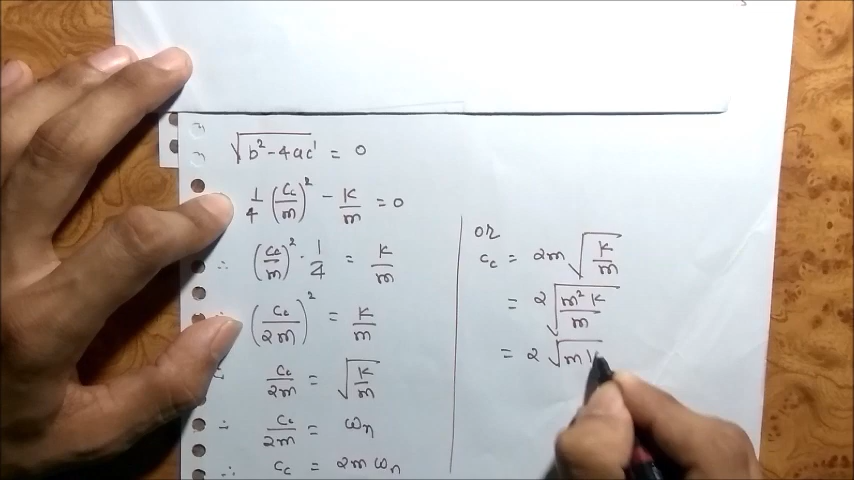 √(b² - 4ac) = 0
1/4 (Cc/m)² - K/m = 0
∴ (Cc/m)² · 1/4 = K/m
∴ (Cc/2m)² = K/m
∴ Cc/2m = √(K/m)
∴ Cc/2m = ωn
∴ Cc = 2m ωn
or
Cc = 2m √(K/m)
= 2 √(m² K/m)
= 2 √(m K)